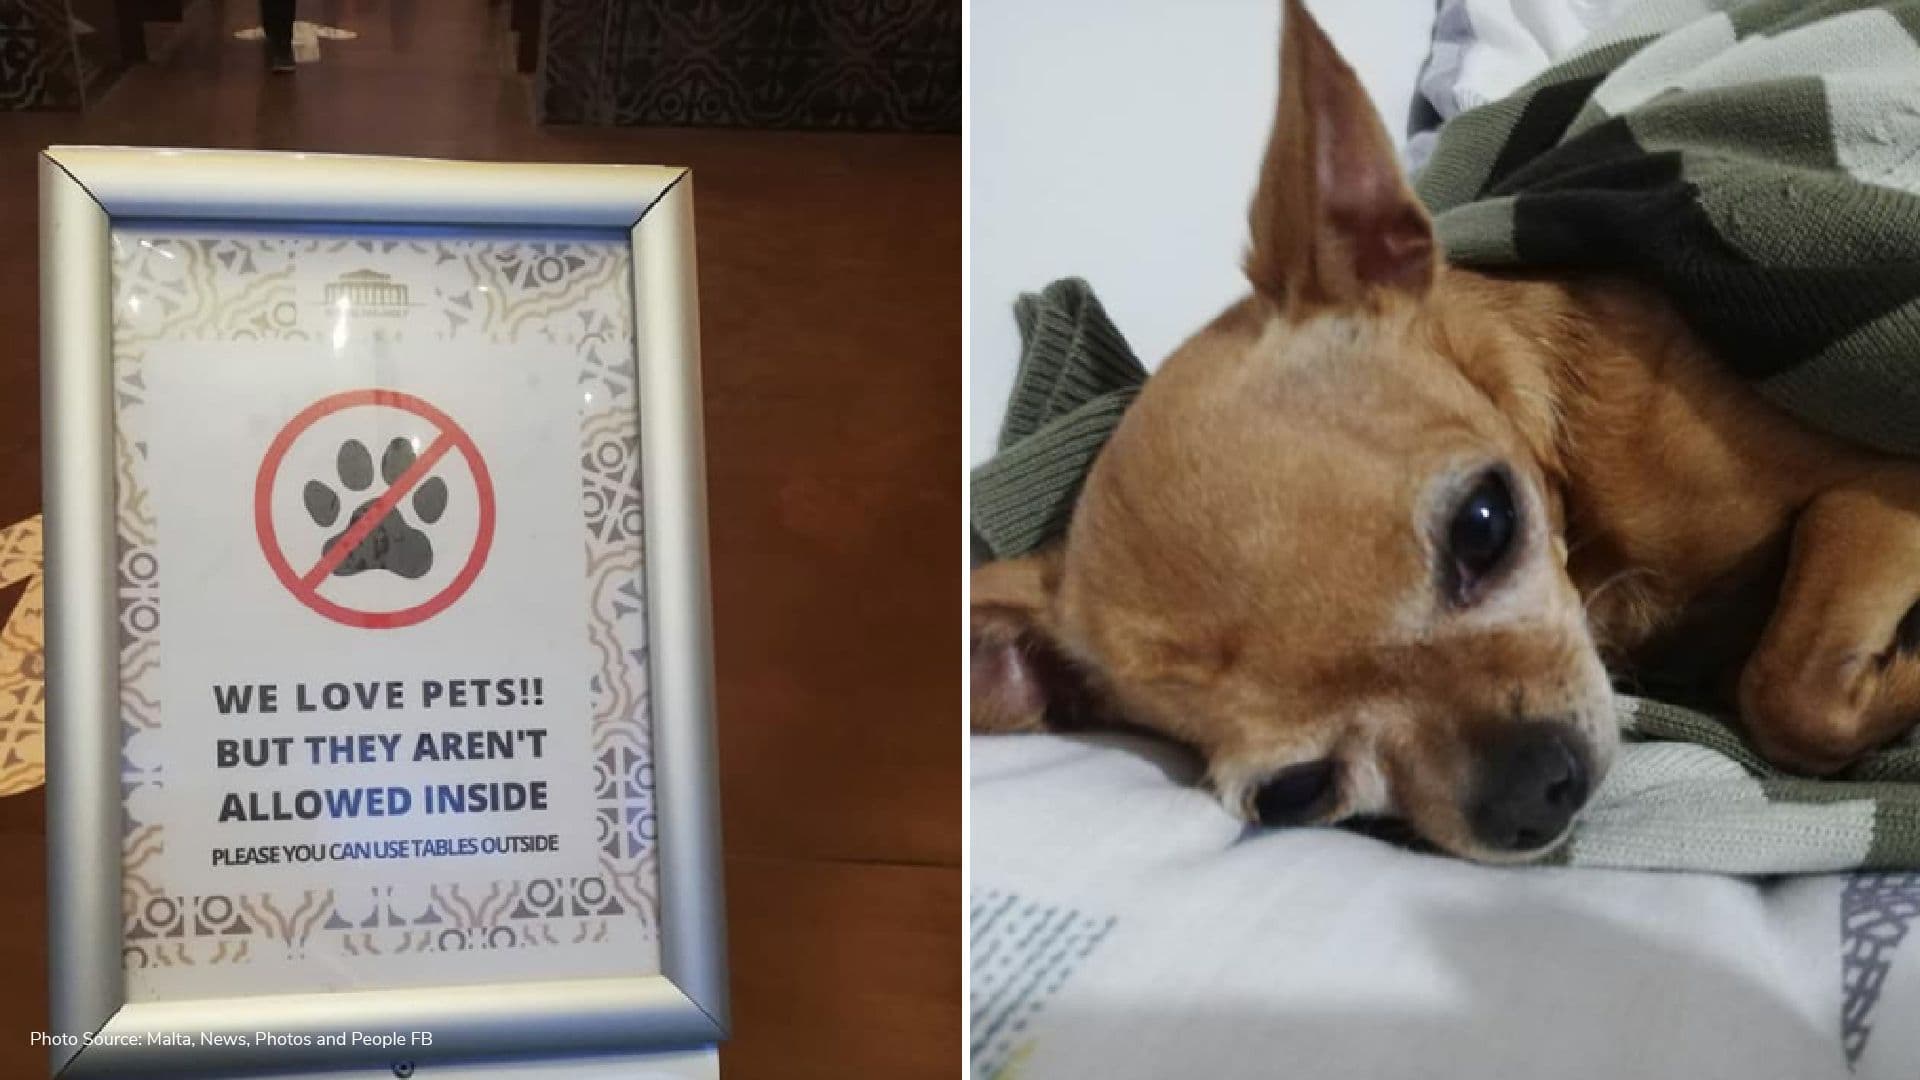 WE LOVE PETS!!
BUT THEY AREN'T
ALLOWED INSIDE
PLEASE YOU CAN USE TABLES OUTSIDE
Photo Source: Malta, News, Photos and People FB